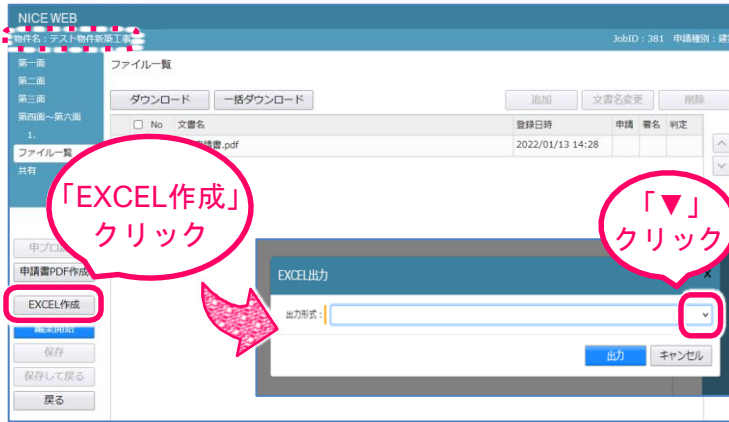 NICE WEB
物件名：テスト物件新築工事
JobID：381 申請種別：建
第一面
第二面
第三面
第四面～第六面
1.
ファイル一覧
共有
ファイル一覧
ダウンロード 一括ダウンロード 追加 文書名変更 削除
No 文書名 登録日時 申請 署名 判定
請書.pdf 2022/01/13 14:28
「EXCEL作成」
クリック
「▼」
クリック
申プロ
申請書PDF作成
EXCEL作成
編集開始
保存
保存して戻る
戻る
EXCEL出力
X
出力形式：
出力 キャンセル